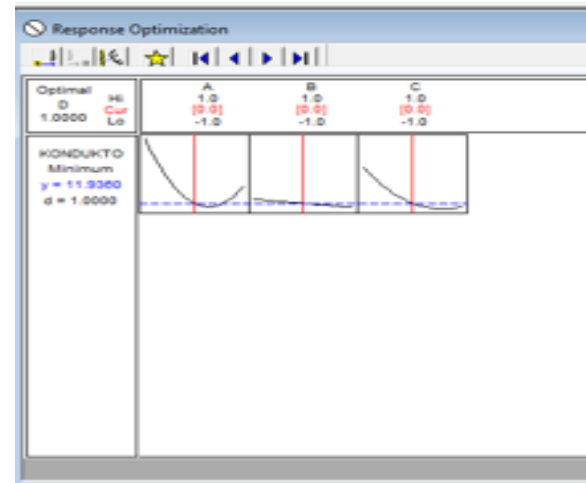 Response Optimization
Optimal
D
1.0000
Hi
Cur
Lo
A
1.0
[0.0]
-1.0
B
1.0
[0.0]
-1.0
C
1.0
[0.0]
-1.0
KONDUKTO
Minimum
y = 11.9360
d = 1.0000